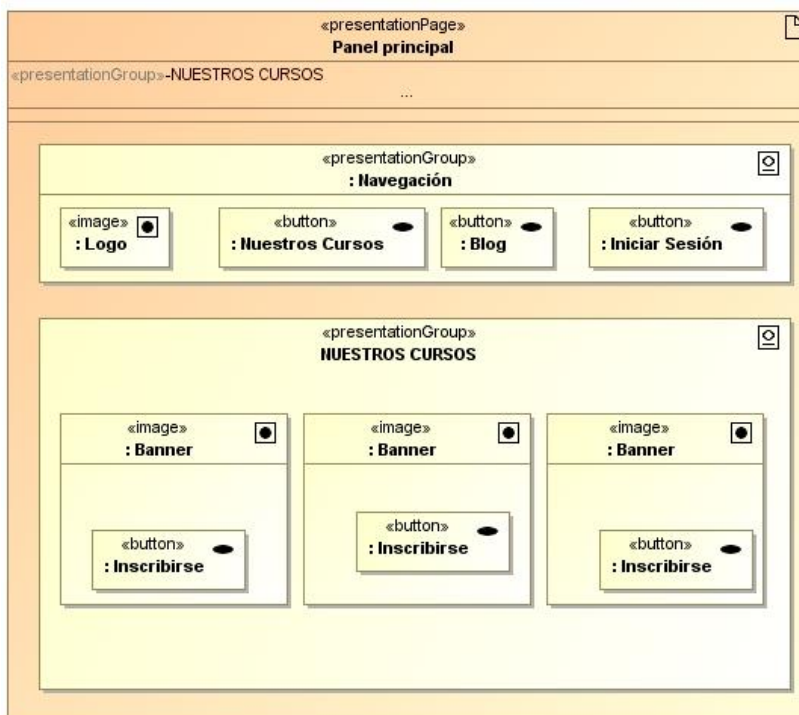 «presentationPage»
Panel principal
«presentationGroup»-NUESTROS CURSOS
...
«presentationGroup»
: Navegación
«image»
: Logo
«button»
: Nuestros Cursos
«button»
: Blog
«button»
: Iniciar Sesión
«presentationGroup»
NUESTROS CURSOS
«image»
: Banner
«button»
: Inscribirse
«image»
: Banner
«button»
: Inscribirse
«image»
: Banner
«button»
: Inscribirse